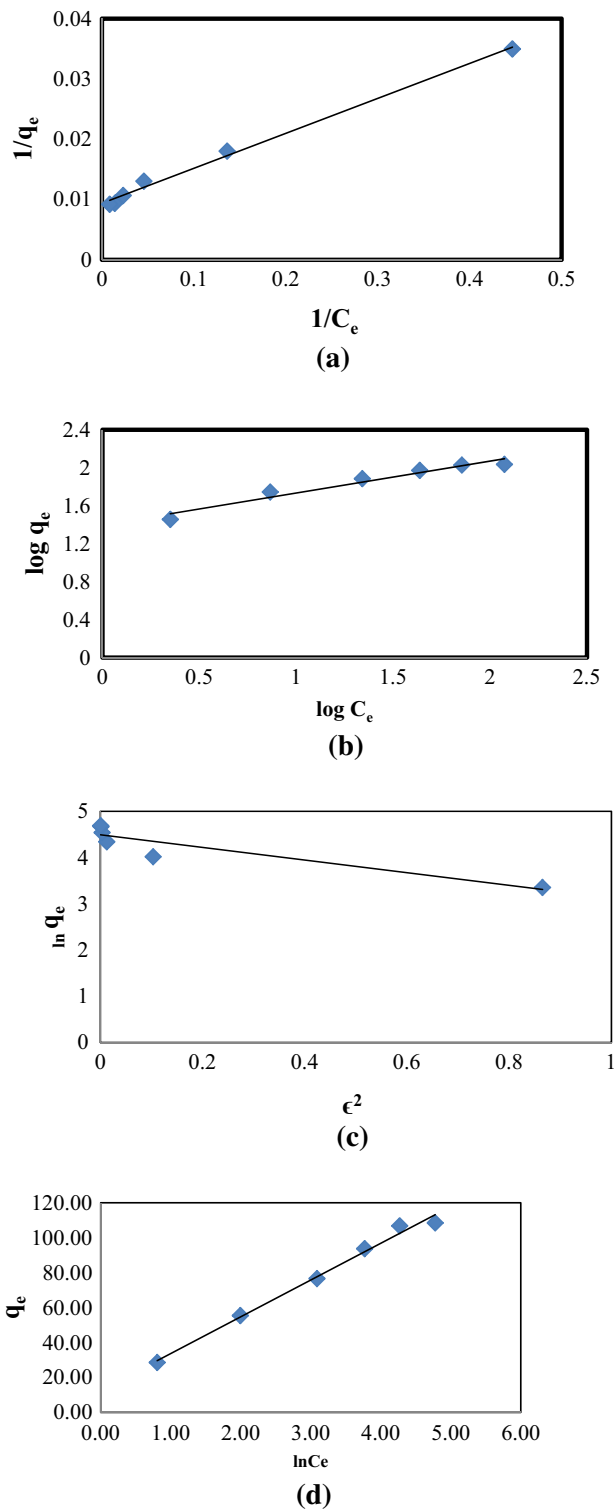 0.04
0.03
0.02
0.01
0
1/qe
0 0.1 0.2 0.3 0.4 0.5
1/Ce
(a)
2.4
2
1.6
1.2
0.8
0.4
0
log qe
0 0.5 1 1.5 2 2.5
log Ce
(b)
5
4
3
2
1
0
ln qe
0 0.2 0.4 0.6 0.8 1
ϵ²
(c)
120.00
100.00
80.00
60.00
40.00
20.00
0.00
qe
0.00 1.00 2.00 3.00 4.00 5.00 6.00
lnCe
(d)